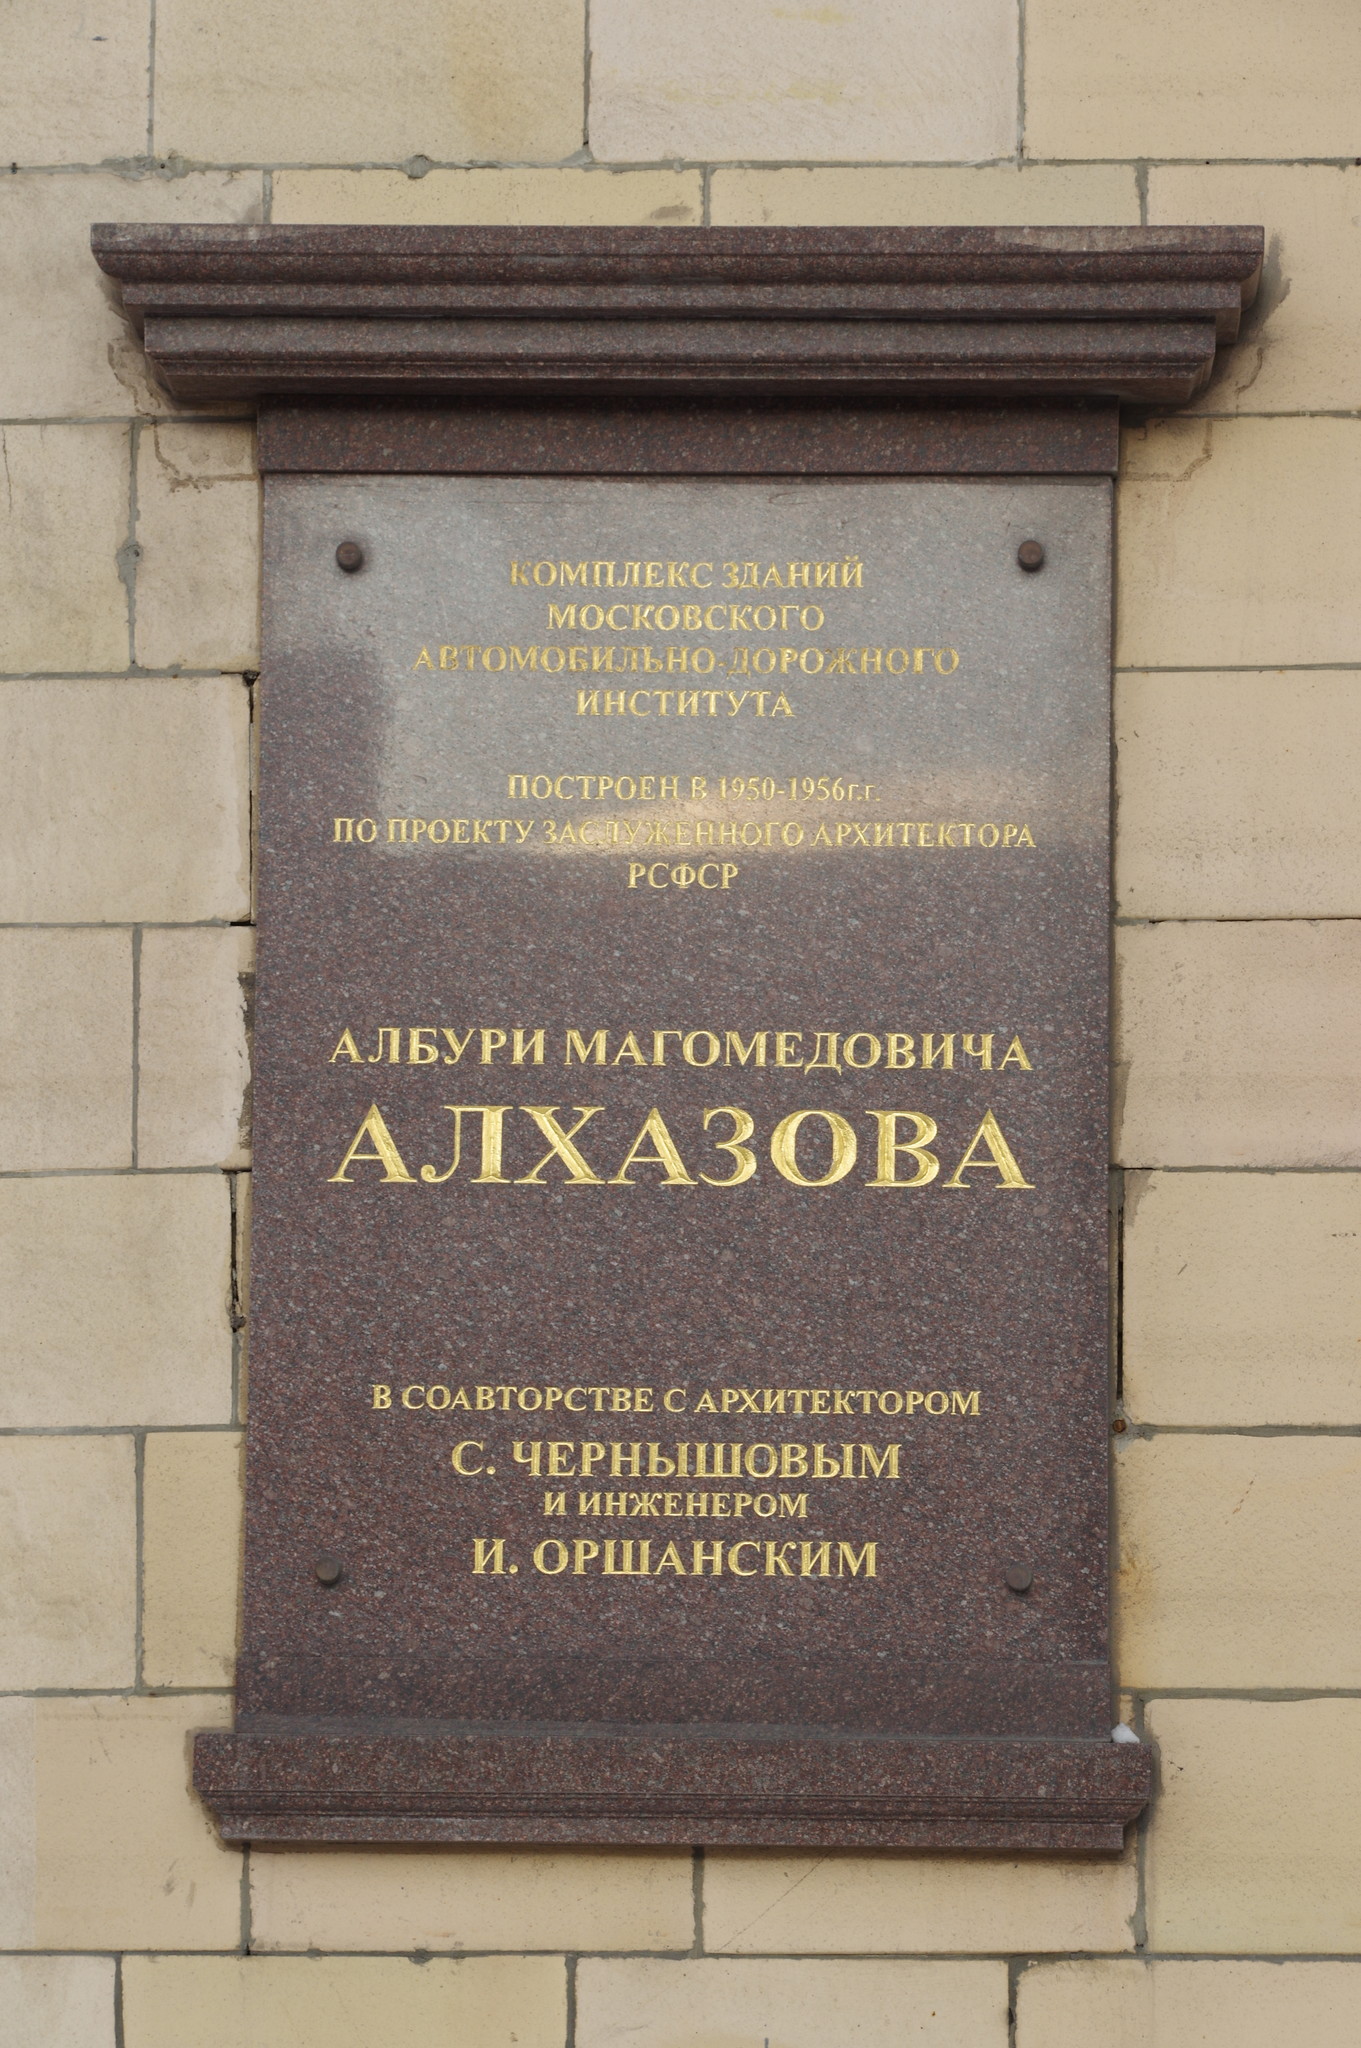 КОМПЛЕКС ЗДАНИЙ
МОСКОВСКОГО
АВТОМОБИЛЬНО-ДОРОЖНОГО
ИНСТИТУТА
ПОСТРОЕН В 1950-1956г.г.
ПО ПРОЕКТУ ЗАСЛУЖЕННОГО АРХИТЕКТОРА
РСФСР
АЛБУРИ МАГОМЕДОВИЧА
АЛХАЗОВА
В СОАВТОРСТВЕ С АРХИТЕКТОРОМ
С. ЧЕРНЫШОВЫМ
И ИНЖЕНЕРОМ
И. ОРШАНСКИМ